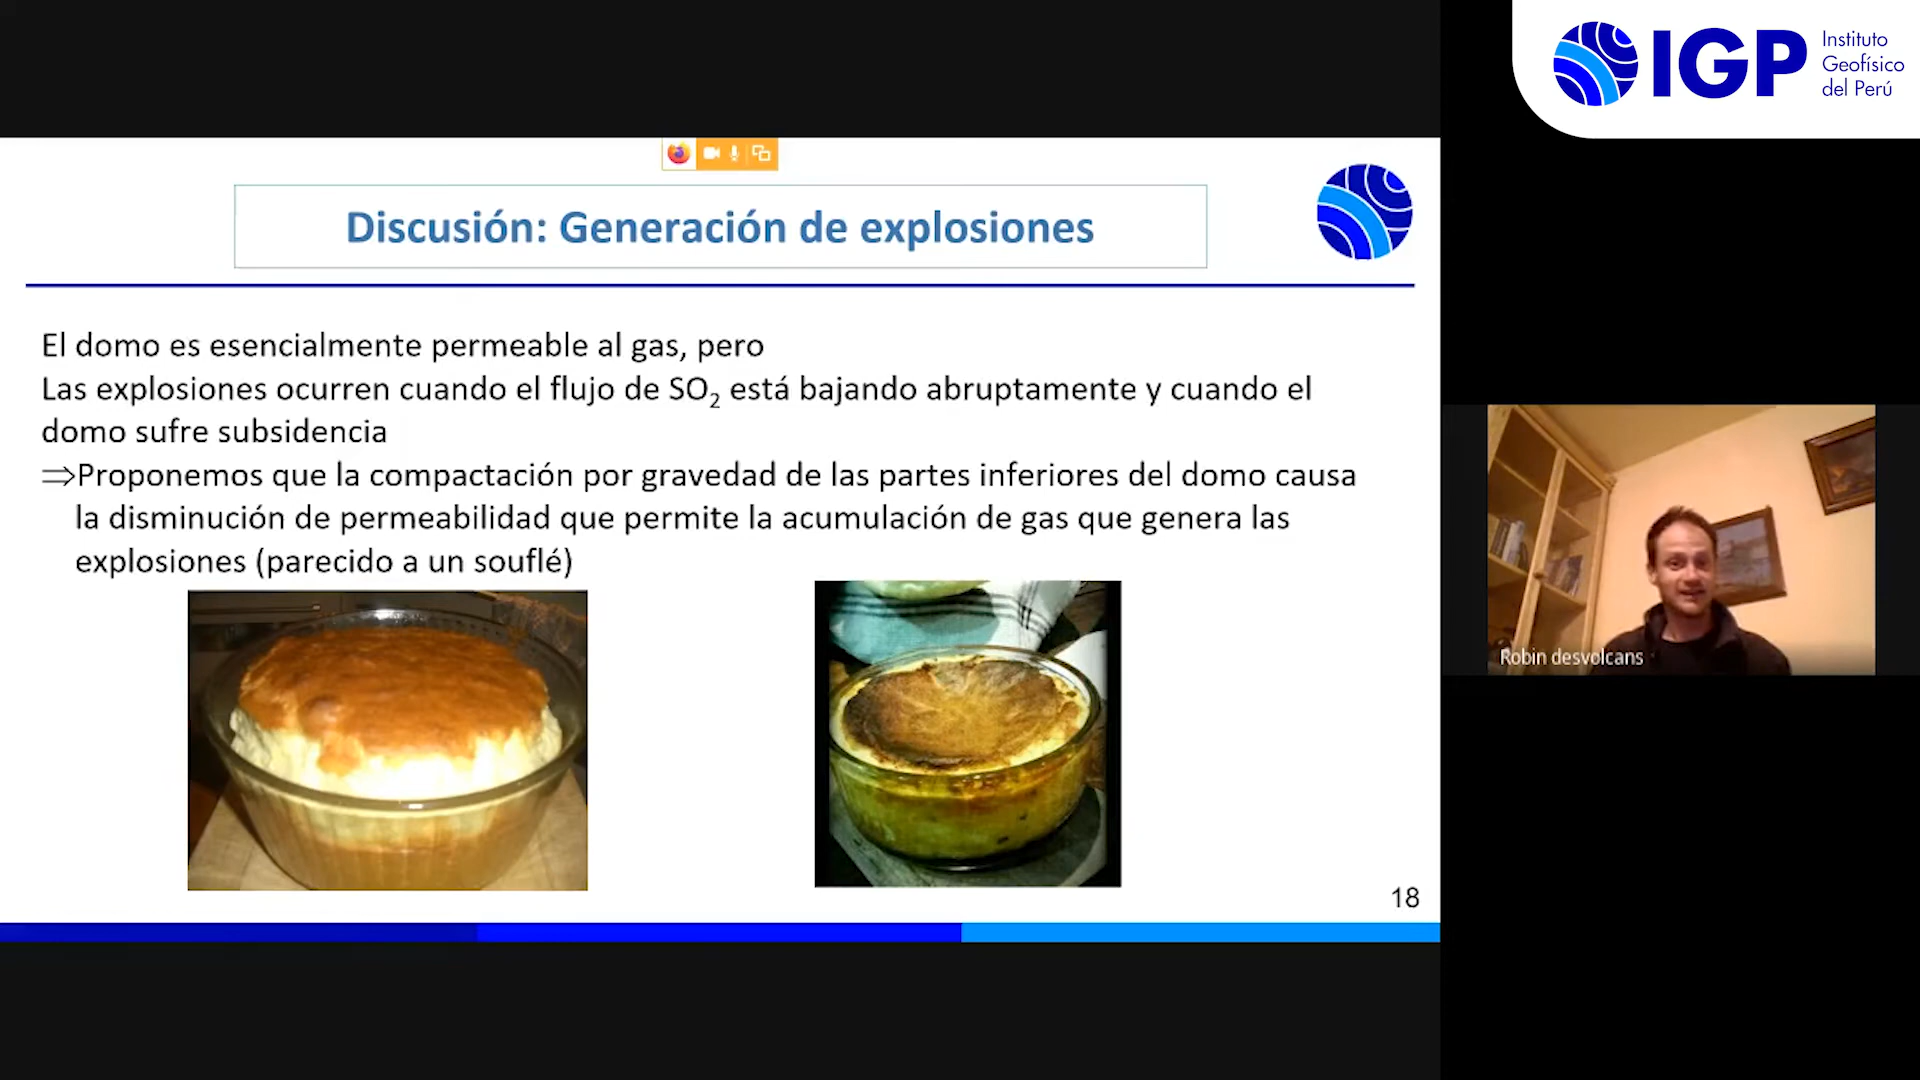 IGP
Instituto
Geofísico
del Perú
Discusión: Generación de explosiones
El domo es esencialmente permeable al gas, pero
Las explosiones ocurren cuando el flujo de SO₂ está bajando abruptamente y cuando el
domo sufre subsidencia
⇒Proponemos que la compactación por gravedad de las partes inferiores del domo causa
la disminución de permeabilidad que permite la acumulación de gas que genera las
explosiones (parecido a un souflé)
Robin desvolcans
18